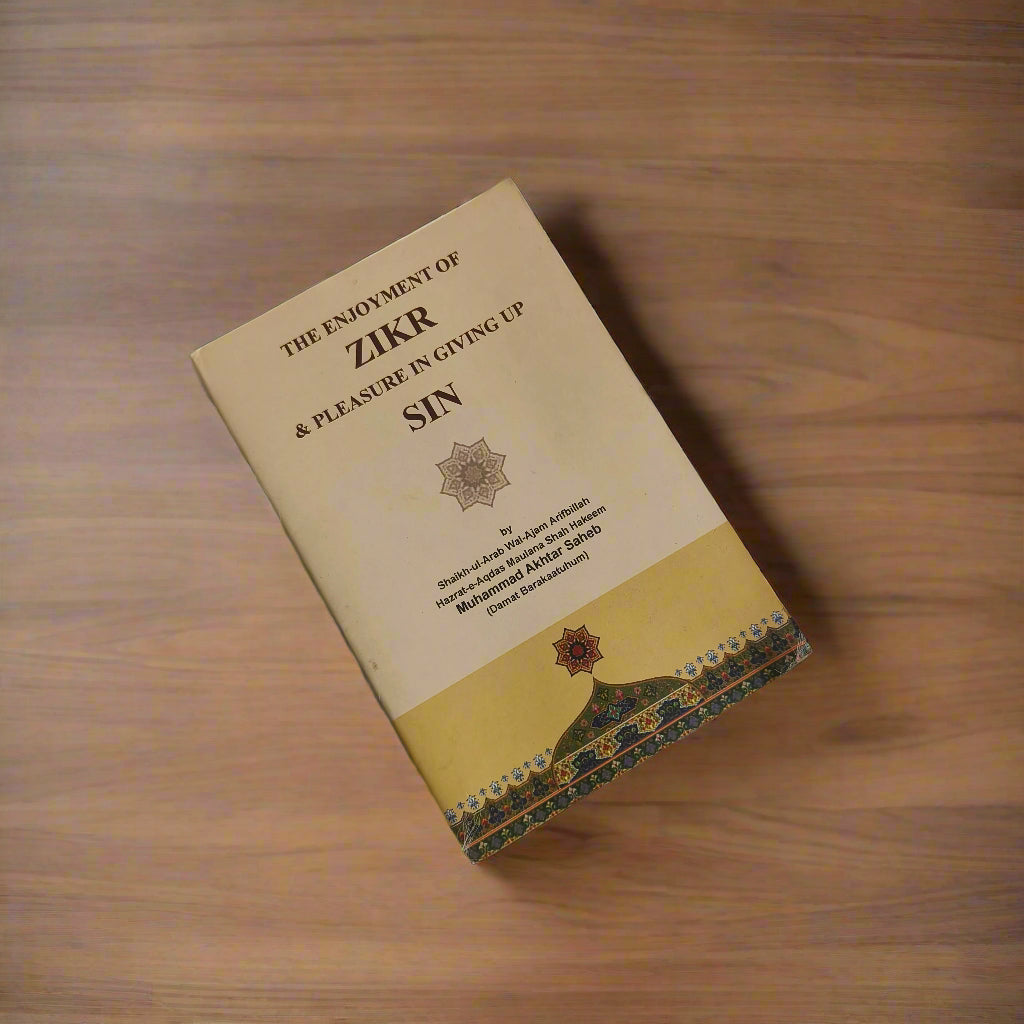 THE ENJOYMENT OF
ZIKR
& PLEASURE IN GIVING UP
SIN
by
Shaikh-ul-Arab Wal-Ajam Arifbillah
Hazrat-e-Aqdas Maulana Shah Hakeem
Muhammad Akhtar Saheb
(Damat Barakaatuhum)